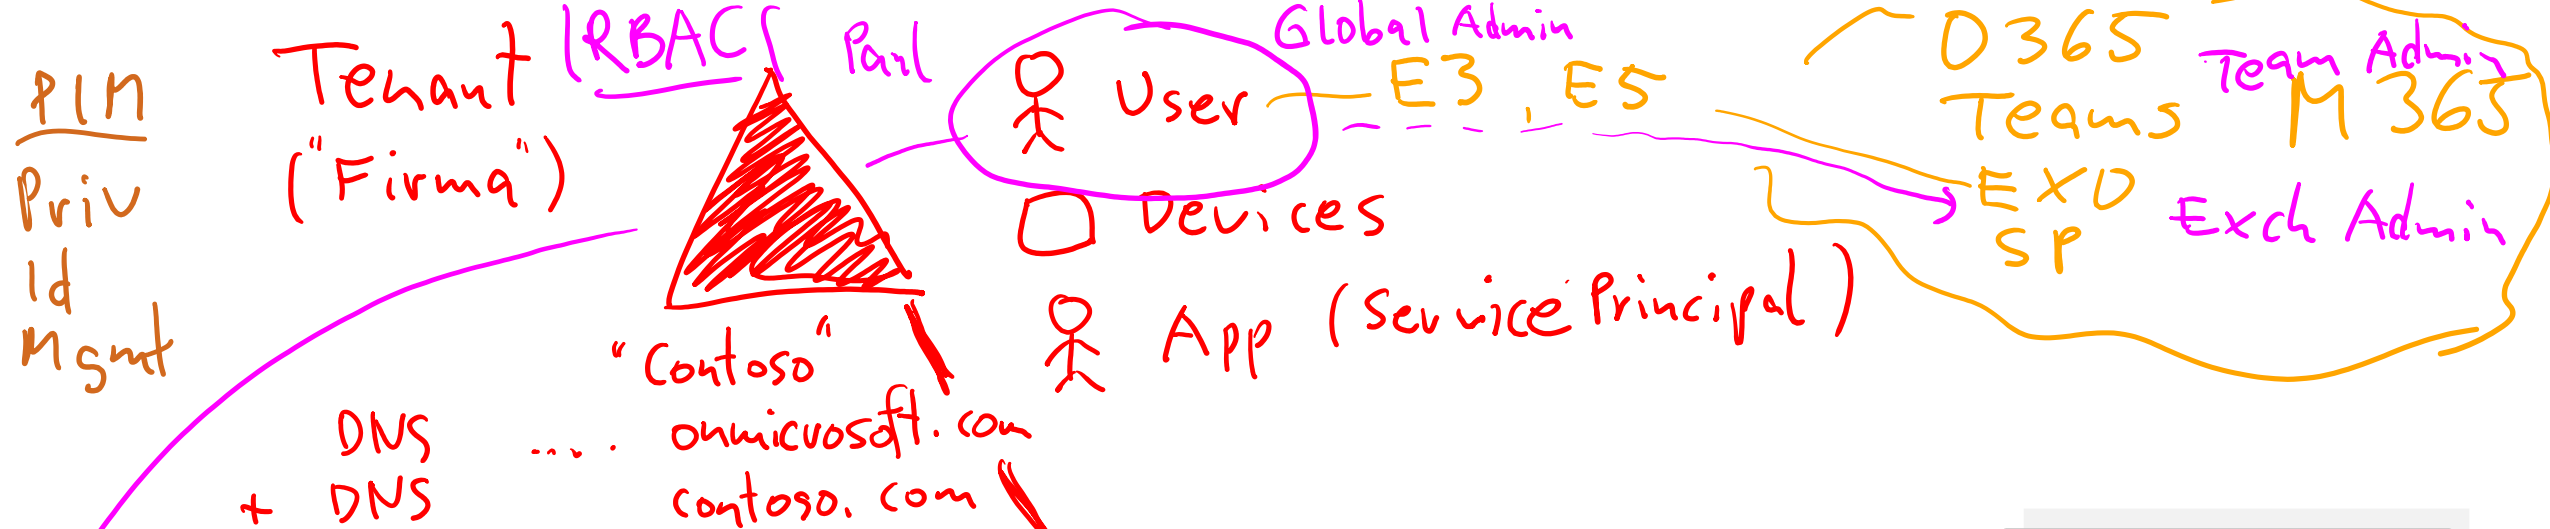 PIM
Priv
Id
Mgmt
Tenant
("Firma")
RBAC
Paul
User
Global Admin
E3, E5
Devices
App (Service Principal)
"Contoso"
DNS ..... onmicrosoft.com
+ DNS contoso.com
O365
Teams
EXO
SP
Team Admin
M365
Exch Admin